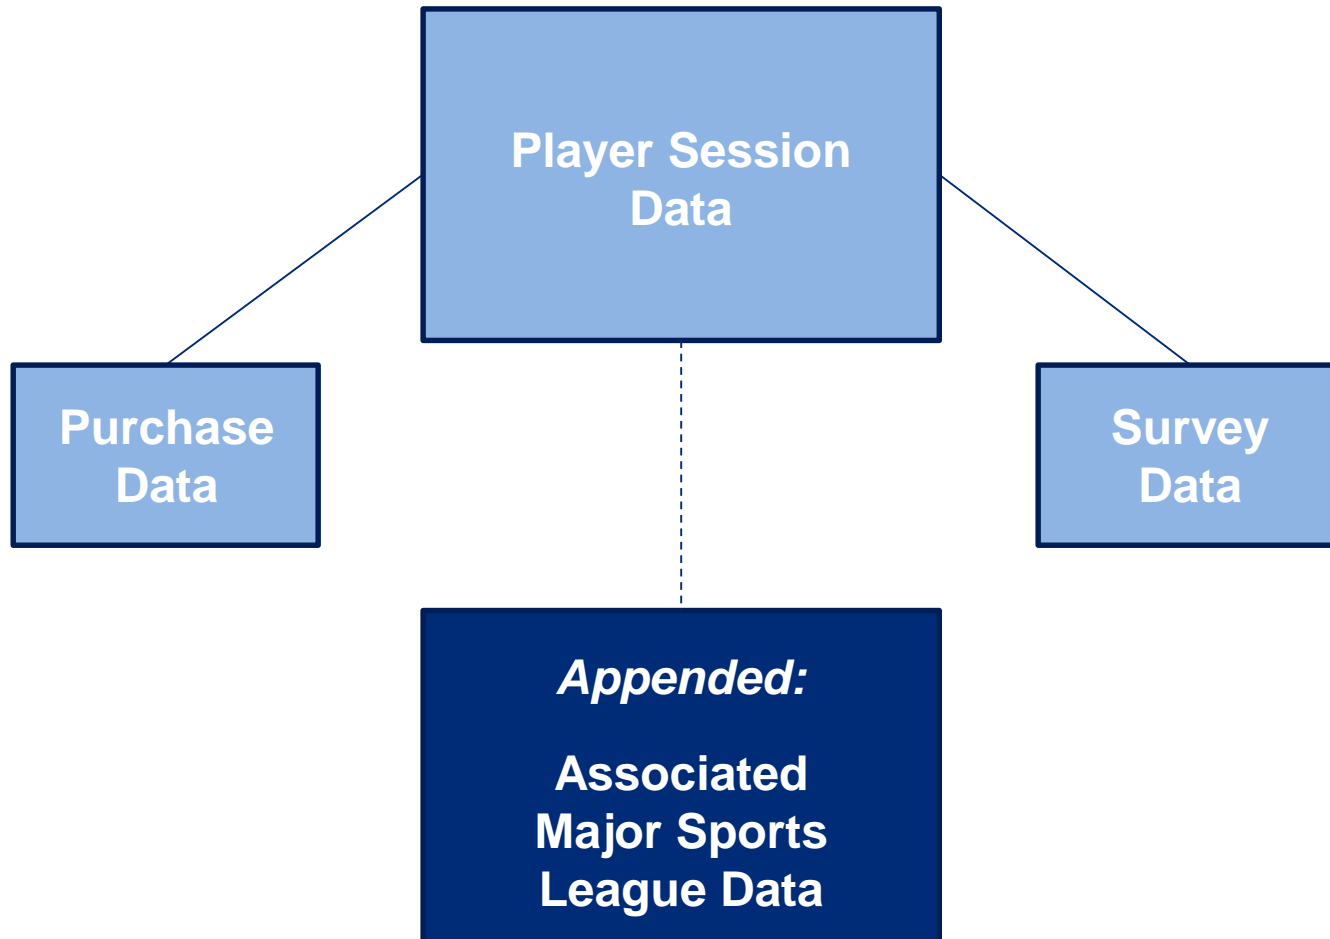 Player Session
Data
Purchase
Data
Survey
Data
Appended:
Associated
Major Sports
League Data